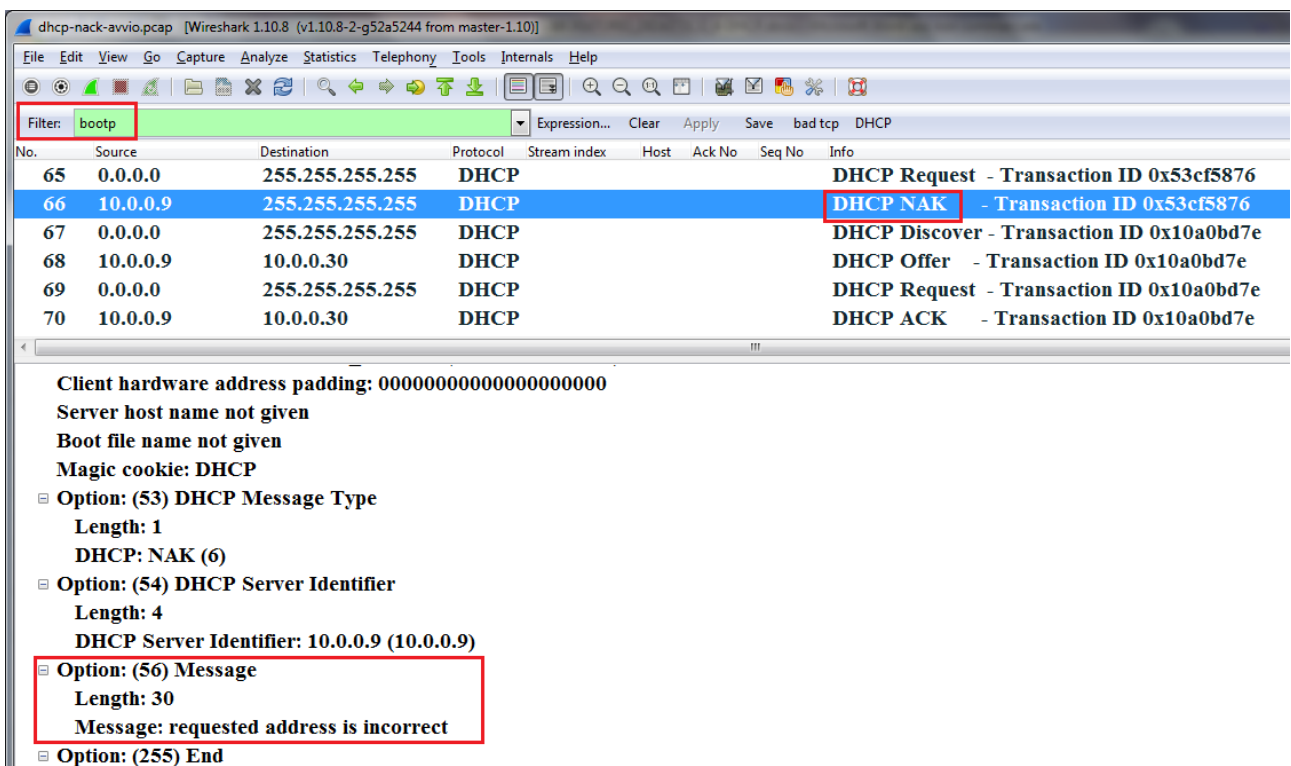 dhcp-nack-avvio.pcap [Wireshark 1.10.8 (v1.10.8-2-g52a5244 from master-1.10)]
File Edit View Go Capture Analyze Statistics Telephony Tools Internals Help
Filter: bootp Expression... Clear Apply Save bad tcp DHCP
No. Source Destination Protocol Stream index Host Ack No Seq No Info
65 0.0.0.0 255.255.255.255 DHCP DHCP Request - Transaction ID 0x53cf5876
66 10.0.0.9 255.255.255.255 DHCP DHCP NAK - Transaction ID 0x53cf5876
67 0.0.0.0 255.255.255.255 DHCP DHCP Discover - Transaction ID 0x10a0bd7e
68 10.0.0.9 10.0.0.30 DHCP DHCP Offer - Transaction ID 0x10a0bd7e
69 0.0.0.0 255.255.255.255 DHCP DHCP Request - Transaction ID 0x10a0bd7e
70 10.0.0.9 10.0.0.30 DHCP DHCP ACK - Transaction ID 0x10a0bd7e
Client hardware address padding: 00000000000000000000
Server host name not given
Boot file name not given
Magic cookie: DHCP
Option: (53) DHCP Message Type
Length: 1
DHCP: NAK (6)
Option: (54) DHCP Server Identifier
Length: 4
DHCP Server Identifier: 10.0.0.9 (10.0.0.9)
Option: (56) Message
Length: 30
Message: requested address is incorrect
Option: (255) End